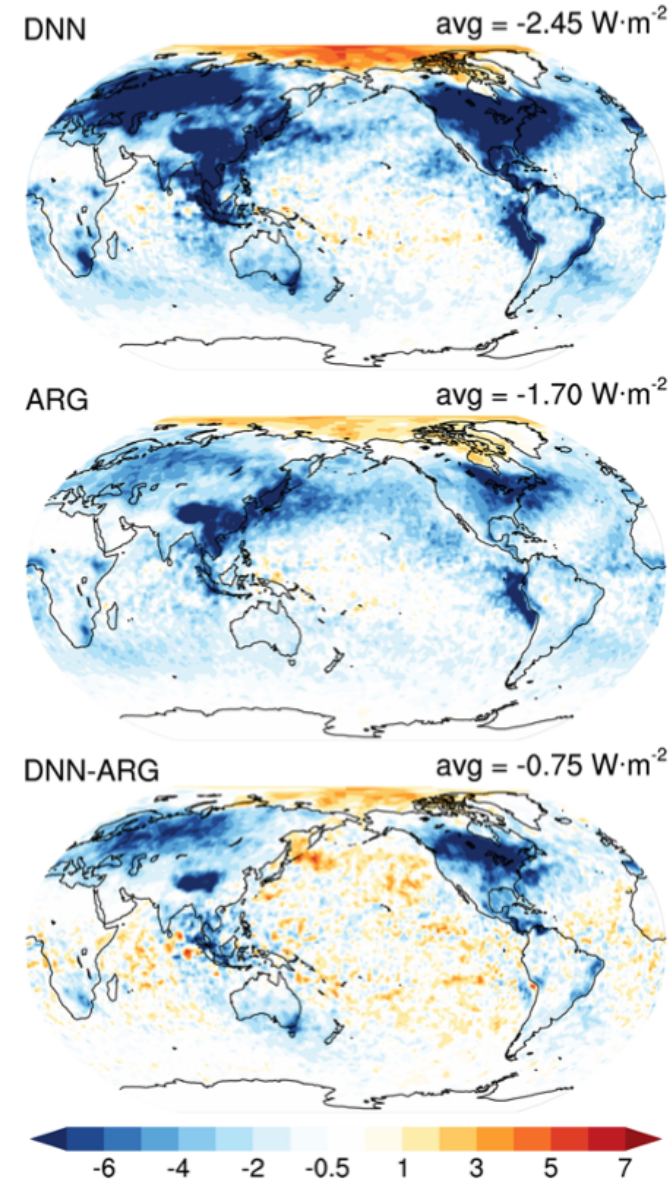 DNN avg = -2.45 W·m⁻²
ARG avg = -1.70 W·m⁻²
DNN-ARG avg = -0.75 W·m⁻²
-6 -4 -2 -0.5 1 3 5 7